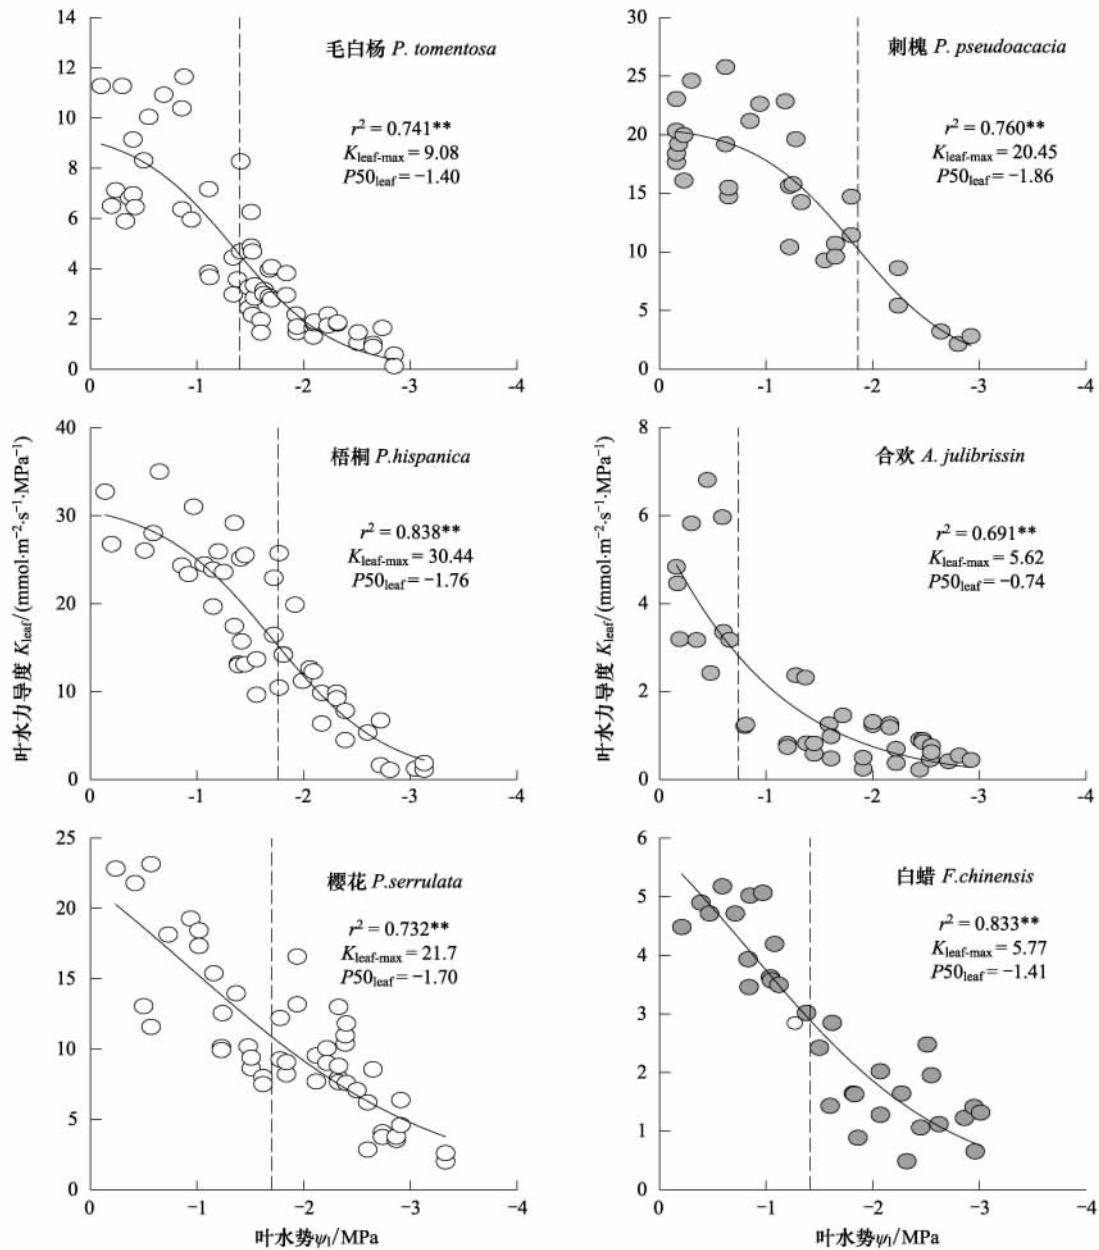 14
12
10
8
6
4
2
0
0 -1 -2 -3 -4
毛白杨 P. tomentosa
r² = 0.741**
Kleaf-max = 9.08
P50leaf = −1.40
30
25
20
15
10
5
0
0 -1 -2 -3 -4
刺槐 P. pseudoacacia
r² = 0.760**
Kleaf-max = 20.45
P50leaf = −1.86
叶水力导度 Kleaf/(mmol·m⁻²·s⁻¹·MPa⁻¹)
40
30
20
10
0
0 -1 -2 -3 -4
梧桐 P.hispanica
r² = 0.838**
Kleaf-max = 30.44
P50leaf = −1.76
叶水力导度 Kleaf/(mmol·m⁻²·s⁻¹·MPa⁻¹)
8
6
4
2
0
0 -1 -2 -3 -4
合欢 A. julibrissin
r² = 0.691**
Kleaf-max = 5.62
P50leaf = −0.74
25
20
15
10
5
0
0 -1 -2 -3 -4
樱花 P.serrulata
r² = 0.732**
Kleaf-max = 21.7
P50leaf = −1.70
叶水势ψl/MPa
6
5
4
3
2
1
0
0 −1 −2 −3 −4
白蜡 F.chinensis
r² = 0.833**
Kleaf-max = 5.77
P50leaf = −1.41
叶水势ψl/MPa